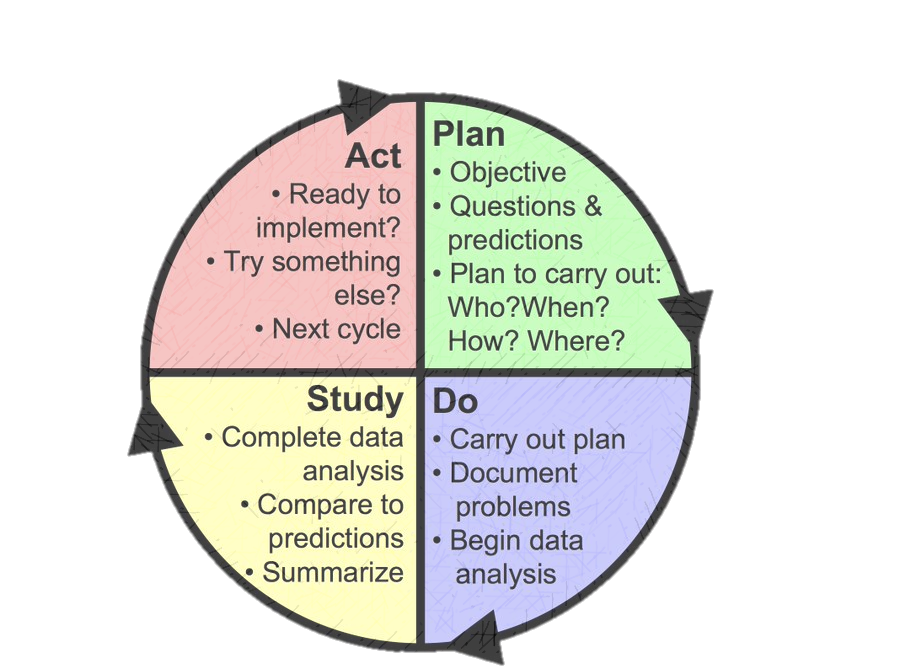 Plan
• Objective
• Questions &
predictions
• Plan to carry out:
Who?When?
How? Where?
Do
• Carry out plan
• Document
problems
• Begin data
analysis
Study
• Complete data
analysis
• Compare to
predictions
• Summarize
Act
• Ready to
implement?
• Try something
else?
• Next cycle